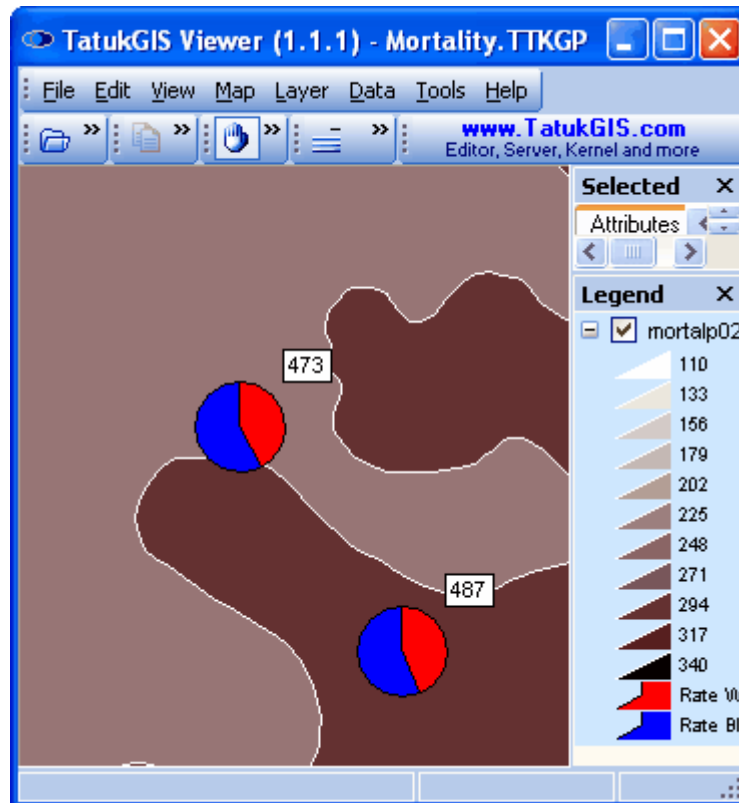 TatukGIS Viewer (1.1.1) - Mortality.TTKGP
File Edit View Map Layer Data Tools Help
www.TatukGIS.com
Editor, Server, Kernel and more
Selected
Attributes
Legend
mortalp02
110
133
156
179
202
225
248
271
294
317
340
Rate
Rate
473
487